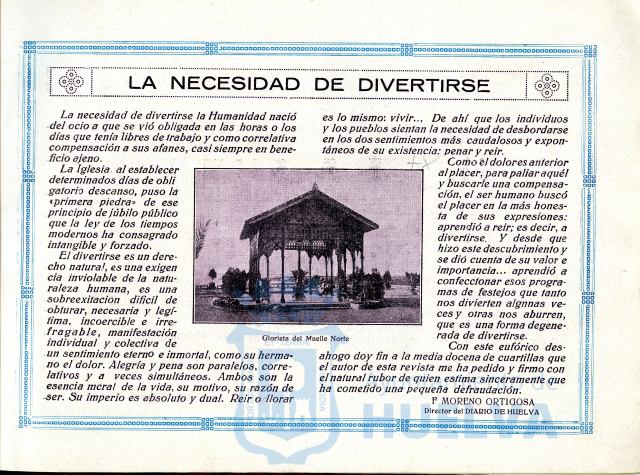 LA NECESIDAD DE DIVERTIRSE
La necesidad de divertirse la Humanidad nació
del ocio a que se vió obligada en las horas o los
días que tenía libres de trabajo y como correlativa
compensación a sus afanes, casi siempre en bene-
ficio ajeno.
La Iglesia al establecer
determinados días de obli
gatorio descanso, puso la
«primera piedra» de ese
principio de júbilo público
que la ley de los tiempos
modernos ha consagrado
intangible y forzado.
El divertirse es un dere-
cho natural, es una exigen
cia inviolable de la natu-
raleza humana, es una
sobreexitacion dificil de
obturar, necesaria y legí-
tima, incoercible e irre-
fragable, manifestación
individual y colectiva de
un sentimiento eterno e inmortal, como su herma-
no el dolor. Alegría y pena son paralelos, corre-
lativos y a veces simultáneos. Ambos son la
esencia moral de la vida, su motivo, su razón de
ser. Su imperio es absoluto y dual. Reir o llorar
es lo mismo: vivir... De ahí que los individuos
y los pueblos sientan la necesidad de desbordarse
en los dos sentimientos más caudalosos y expon-
táneos de su existencia: penar y reir.
Como el dolor es anterior
al placer, para paliar aquél
y buscarle una compensa-
ción, el ser humano buscó
el placer en la más hones-
ta de sus expresiones:
aprendió a reir; es decir, a
divertirse. Y desde que
hizo este descubrimiento y
se dió cuenta de su valor e
importancia... aprendió a
confecctonar esos progra-
mas de festejos que tanto
nos divierten algnnas ve-
ces y otras nos aburren,
que es una forma degene-
rada de divertirse.
Con este eufórico des-
ahogo doy fin a la media docena de cuartillas que
el autor de esta revista me ha pedido y firmo con
el natural rubor de quien estima sinceramente que
ha cometido una pequeña defraudación.
F MORENO ORTIGOSA
Director del DIARIO DE HUELVA
Glorieta del Muelle Norte
HUELVA